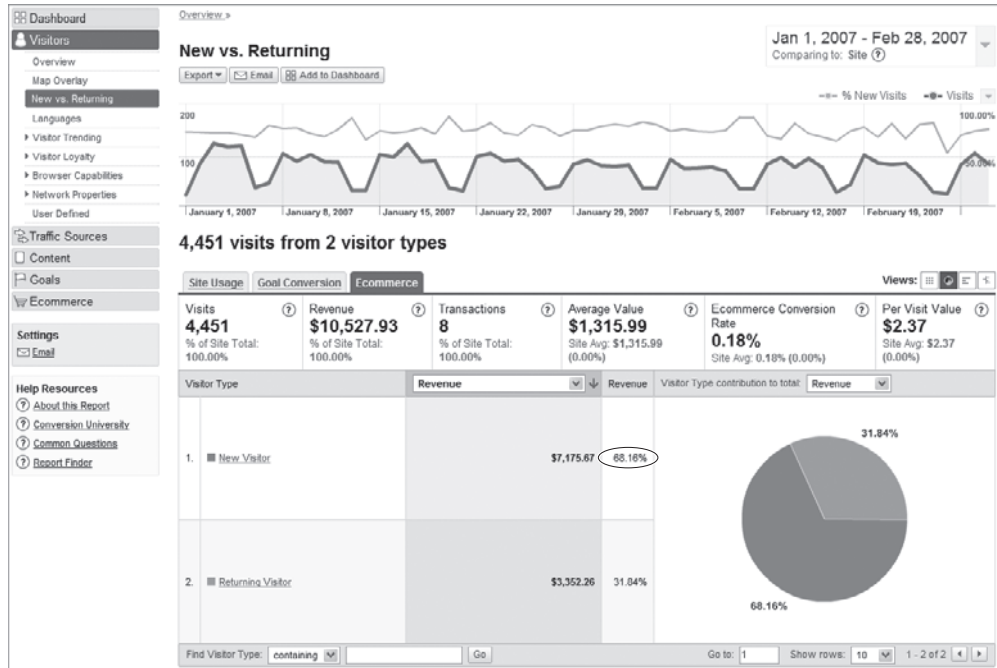 Dashboard
Visitors
Overview
Map Overlay
New vs. Returning
Languages
Visitor Trending
Visitor Loyalty
Browser Capabilities
Network Properties
User Defined
Traffic Sources
Content
Goals
Ecommerce
Settings
Email
Help Resources
About this Report
Conversion University
Common Questions
Report Finder
Overview »
New vs. Returning
Jan 1, 2007 - Feb 28, 2007
Comparing to: Site
Export Email Add to Dashboard
% New Visits Visits
200 100.00%
100 50.00%
January 1, 2007 January 8, 2007 January 15, 2007 January 22, 2007 January 29, 2007 February 5, 2007 February 12, 2007 February 19, 2007
4,451 visits from 2 visitor types
Site Usage Goal Conversion Ecommerce Views:
Visits
4,451
% of Site Total:
100.00%
Revenue
$10,527.93
% of Site Total:
100.00%
Transactions
8
% of Site Total:
100.00%
Average Value
$1,315.99
Site Avg: $1,315.99
(0.00%)
Ecommerce Conversion
Rate
0.18%
Site Avg: 0.18% (0.00%)
Per Visit Value
$2.37
Site Avg: $2.37
(0.00%)
Visitor Type Revenue Revenue Visitor Type contribution to total: Revenue
1. New Visitor $7,175.67 68.16%
2. Returning Visitor $3,352.26 31.84%
31.84%
68.16%
Find Visitor Type: containing Go Go to: 1 Show rows: 10 1 - 2 of 2